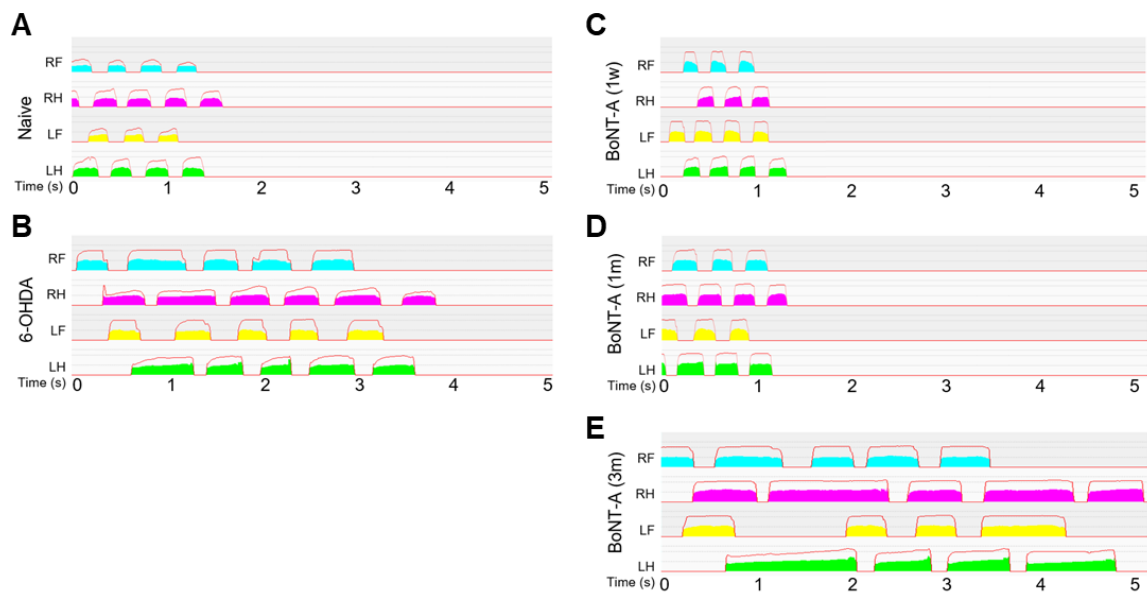 A
RF
RH
LF
LH
Naive
Time (s)
0 1 2 3 4 5
B
RF
RH
LF
LH
6-OHDA
Time (s)
0 1 2 3 4 5
C
RF
RH
LF
LH
BoNT-A (1w)
Time (s)
0 1 2 3 4 5
D
RF
RH
LF
LH
BoNT-A (1m)
Time (s)
0 1 2 3 4 5
E
RF
RH
LF
LH
BoNT-A (3m)
Time (s)
0 1 2 3 4 5